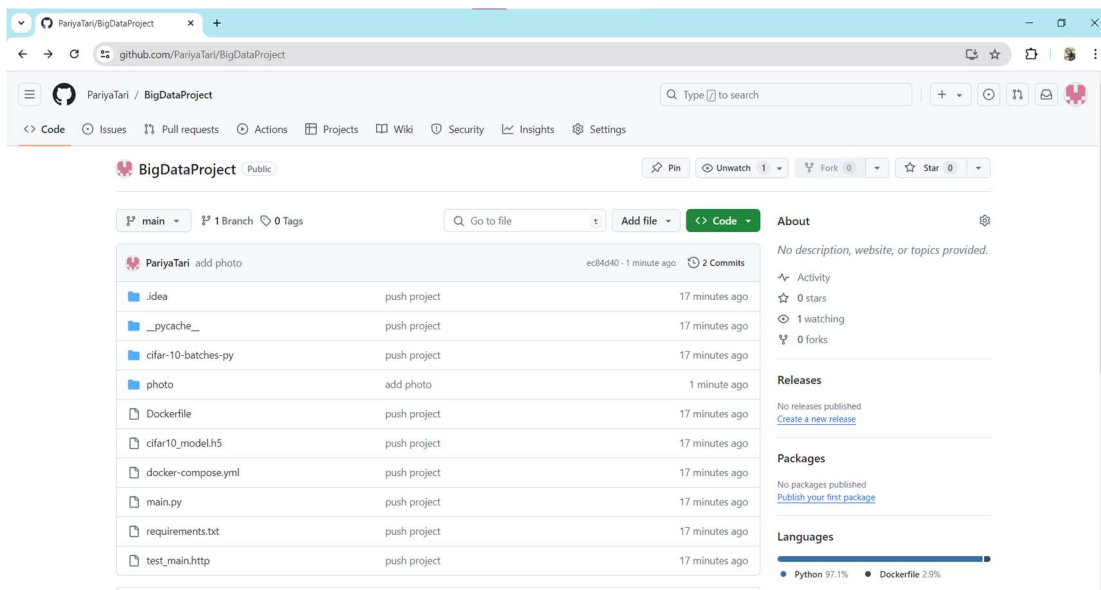 PariyaTari/BigDataProject
github.com/PariyaTari/BigDataProject
PariyaTari / BigDataProject
Type / to search
Code Issues Pull requests Actions Projects Wiki Security Insights Settings
BigDataProject Public
Pin Unwatch 1 Fork 0 Star 0
main 1 Branch 0 Tags Go to file t Add file Code
PariyaTari add photo ec84d40 · 1 minute ago 2 Commits
.idea push project 17 minutes ago
__pycache__ push project 17 minutes ago
cifar-10-batches-py push project 17 minutes ago
photo add photo 1 minute ago
Dockerfile push project 17 minutes ago
cifar10_model.h5 push project 17 minutes ago
docker-compose.yml push project 17 minutes ago
main.py push project 17 minutes ago
requirements.txt push project 17 minutes ago
test_main.http push project 17 minutes ago
About
No description, website, or topics provided.
Activity
0 stars
1 watching
0 forks
Releases
No releases published
Create a new release
Packages
No packages published
Publish your first package
Languages
Python 97.1% Dockerfile 2.9%